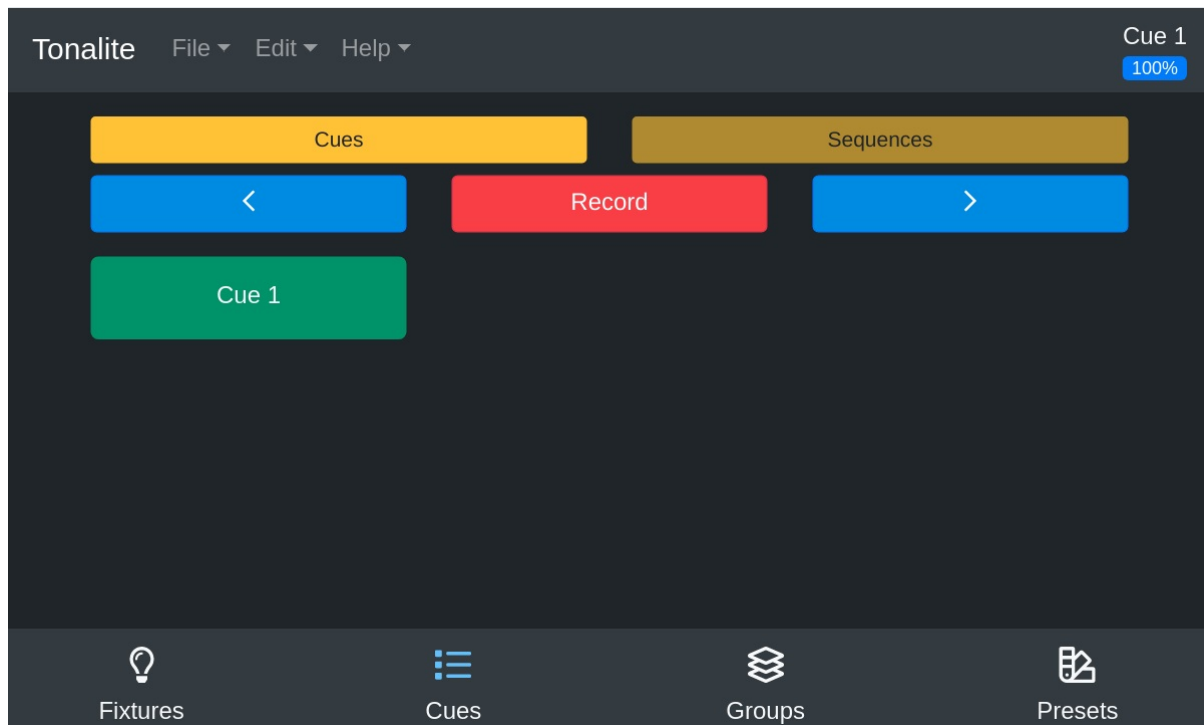 Tonalite File Edit Help Cue 1
100%
Cues Sequences
Record
Cue 1
Fixtures Cues Groups Presets